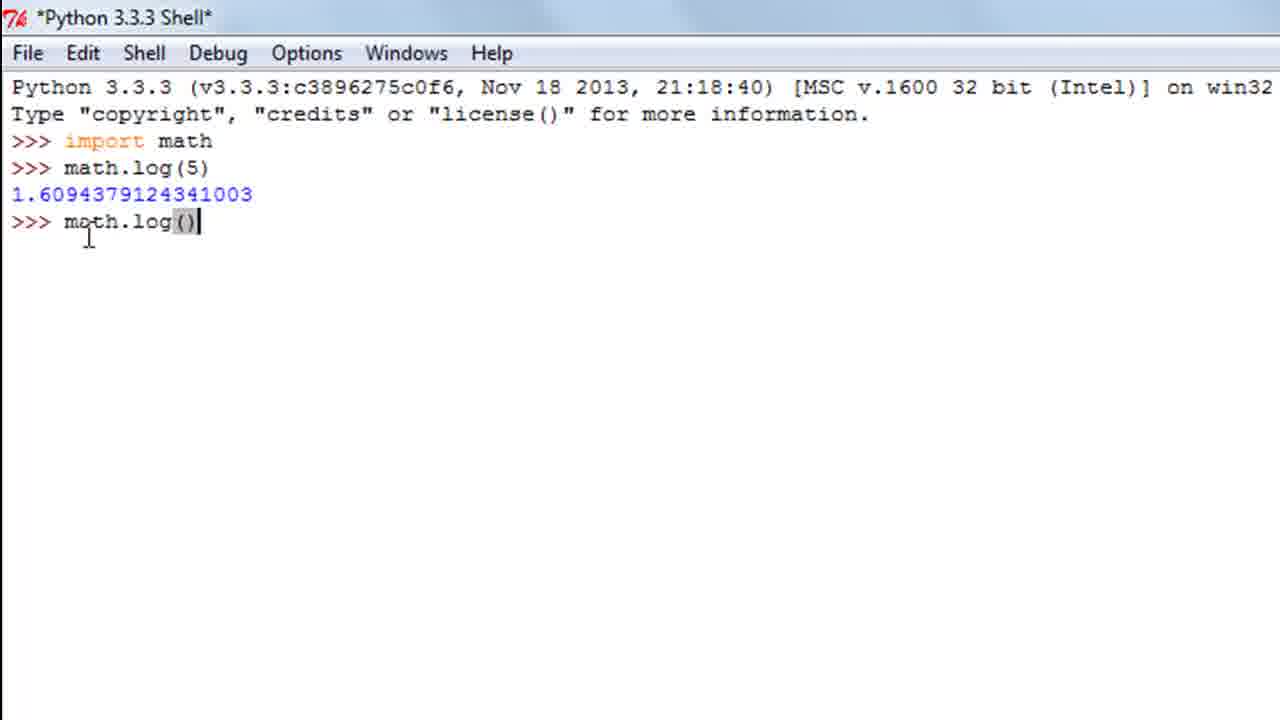 *Python 3.3.3 Shell*
File Edit Shell Debug Options Windows Help
Python 3.3.3 (v3.3.3:c3896275c0f6, Nov 18 2013, 21:18:40) [MSC v.1600 32 bit (Intel)] on win32
Type "copyright", "credits" or "license()" for more information.
>>> import math
>>> math.log(5)
1.6094379124341003
>>> math.log()